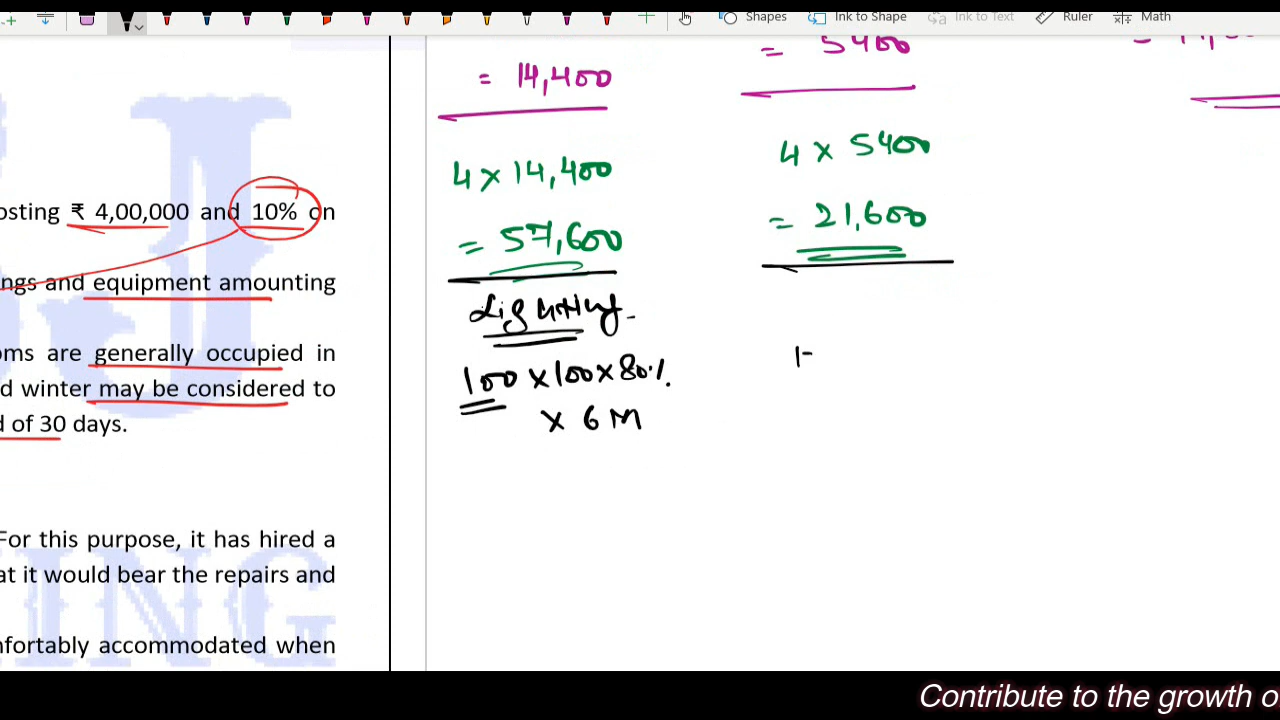 Shapes Ink to Shape Ink to Text Ruler Math
= 14,400
= 5400
4 × 14,400
4 × 5400
= 57,600
= 21,600
Lighting
100 × 100 × 80%
× 6 M
osting ₹ 4,00,000 and 10% on
ngs and equipment amounting
oms are generally occupied in
d winter may be considered to
d of 30 days.
For this purpose, it has hired a
at it would bear the repairs and
nfortably accommodated when
ING
Contribute to the growth o